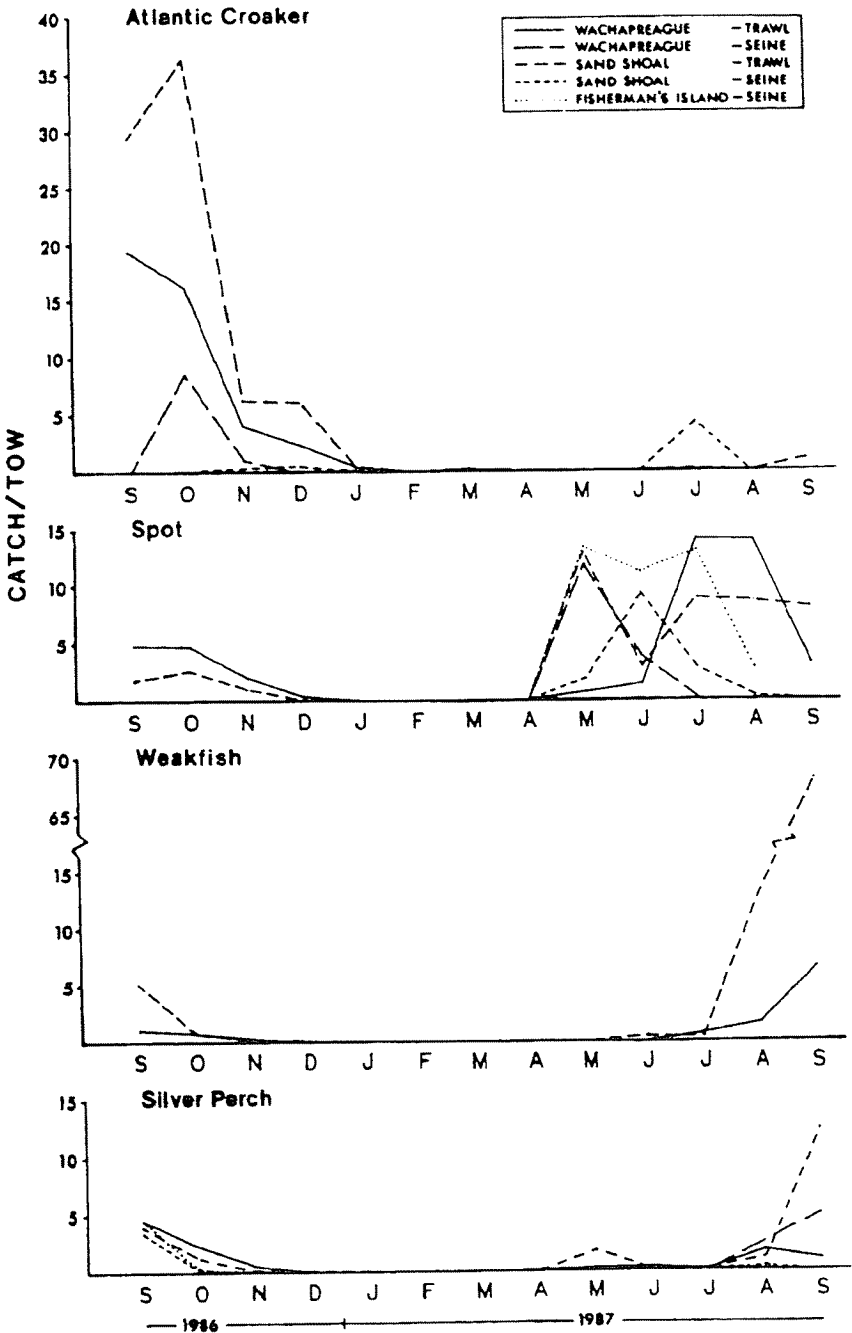 Atlantic Croaker
WACHAPREAGUE – TRAWL
WACHAPREAGUE – SEINE
SAND SHOAL – TRAWL
SAND SHOAL – SEINE
FISHERMAN'S ISLAND – SEINE
40
35
30
25
20
15
10
5
S O N D J F M A M J J A S
CATCH/TOW
Spot
15
10
5
S O N D J F M A M J J A S
Weakfish
70
65
15
10
5
S O N D J F M A M J J A S
Silver Perch
15
10
5
S O N D J F M A M J J A S
1986 1987